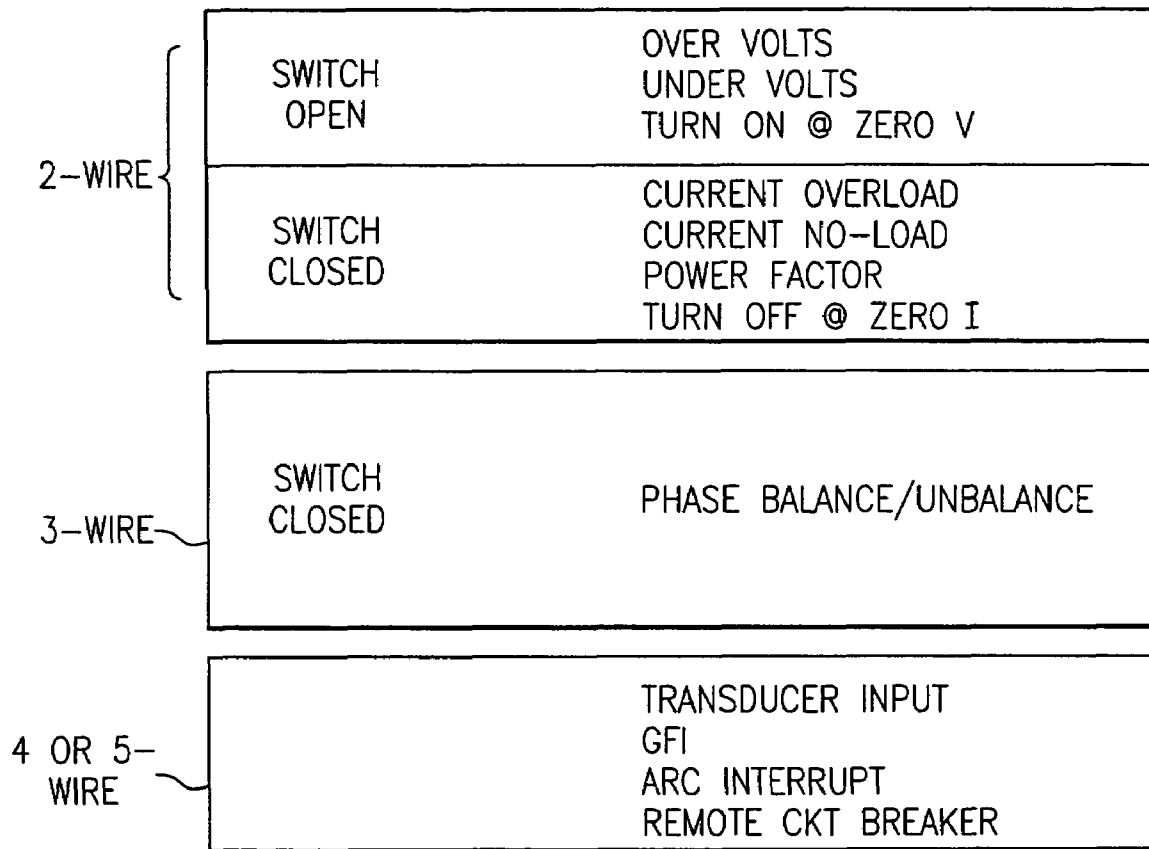 2-WIRE
SWITCH
OPEN
OVER VOLTS
UNDER VOLTS
TURN ON @ ZERO V
SWITCH
CLOSED
CURRENT OVERLOAD
CURRENT NO-LOAD
POWER FACTOR
TURN OFF @ ZERO I
3-WIRE
SWITCH
CLOSED
PHASE BALANCE/UNBALANCE
4 OR 5-
WIRE
TRANSDUCER INPUT
GFI
ARC INTERRUPT
REMOTE CKT BREAKER